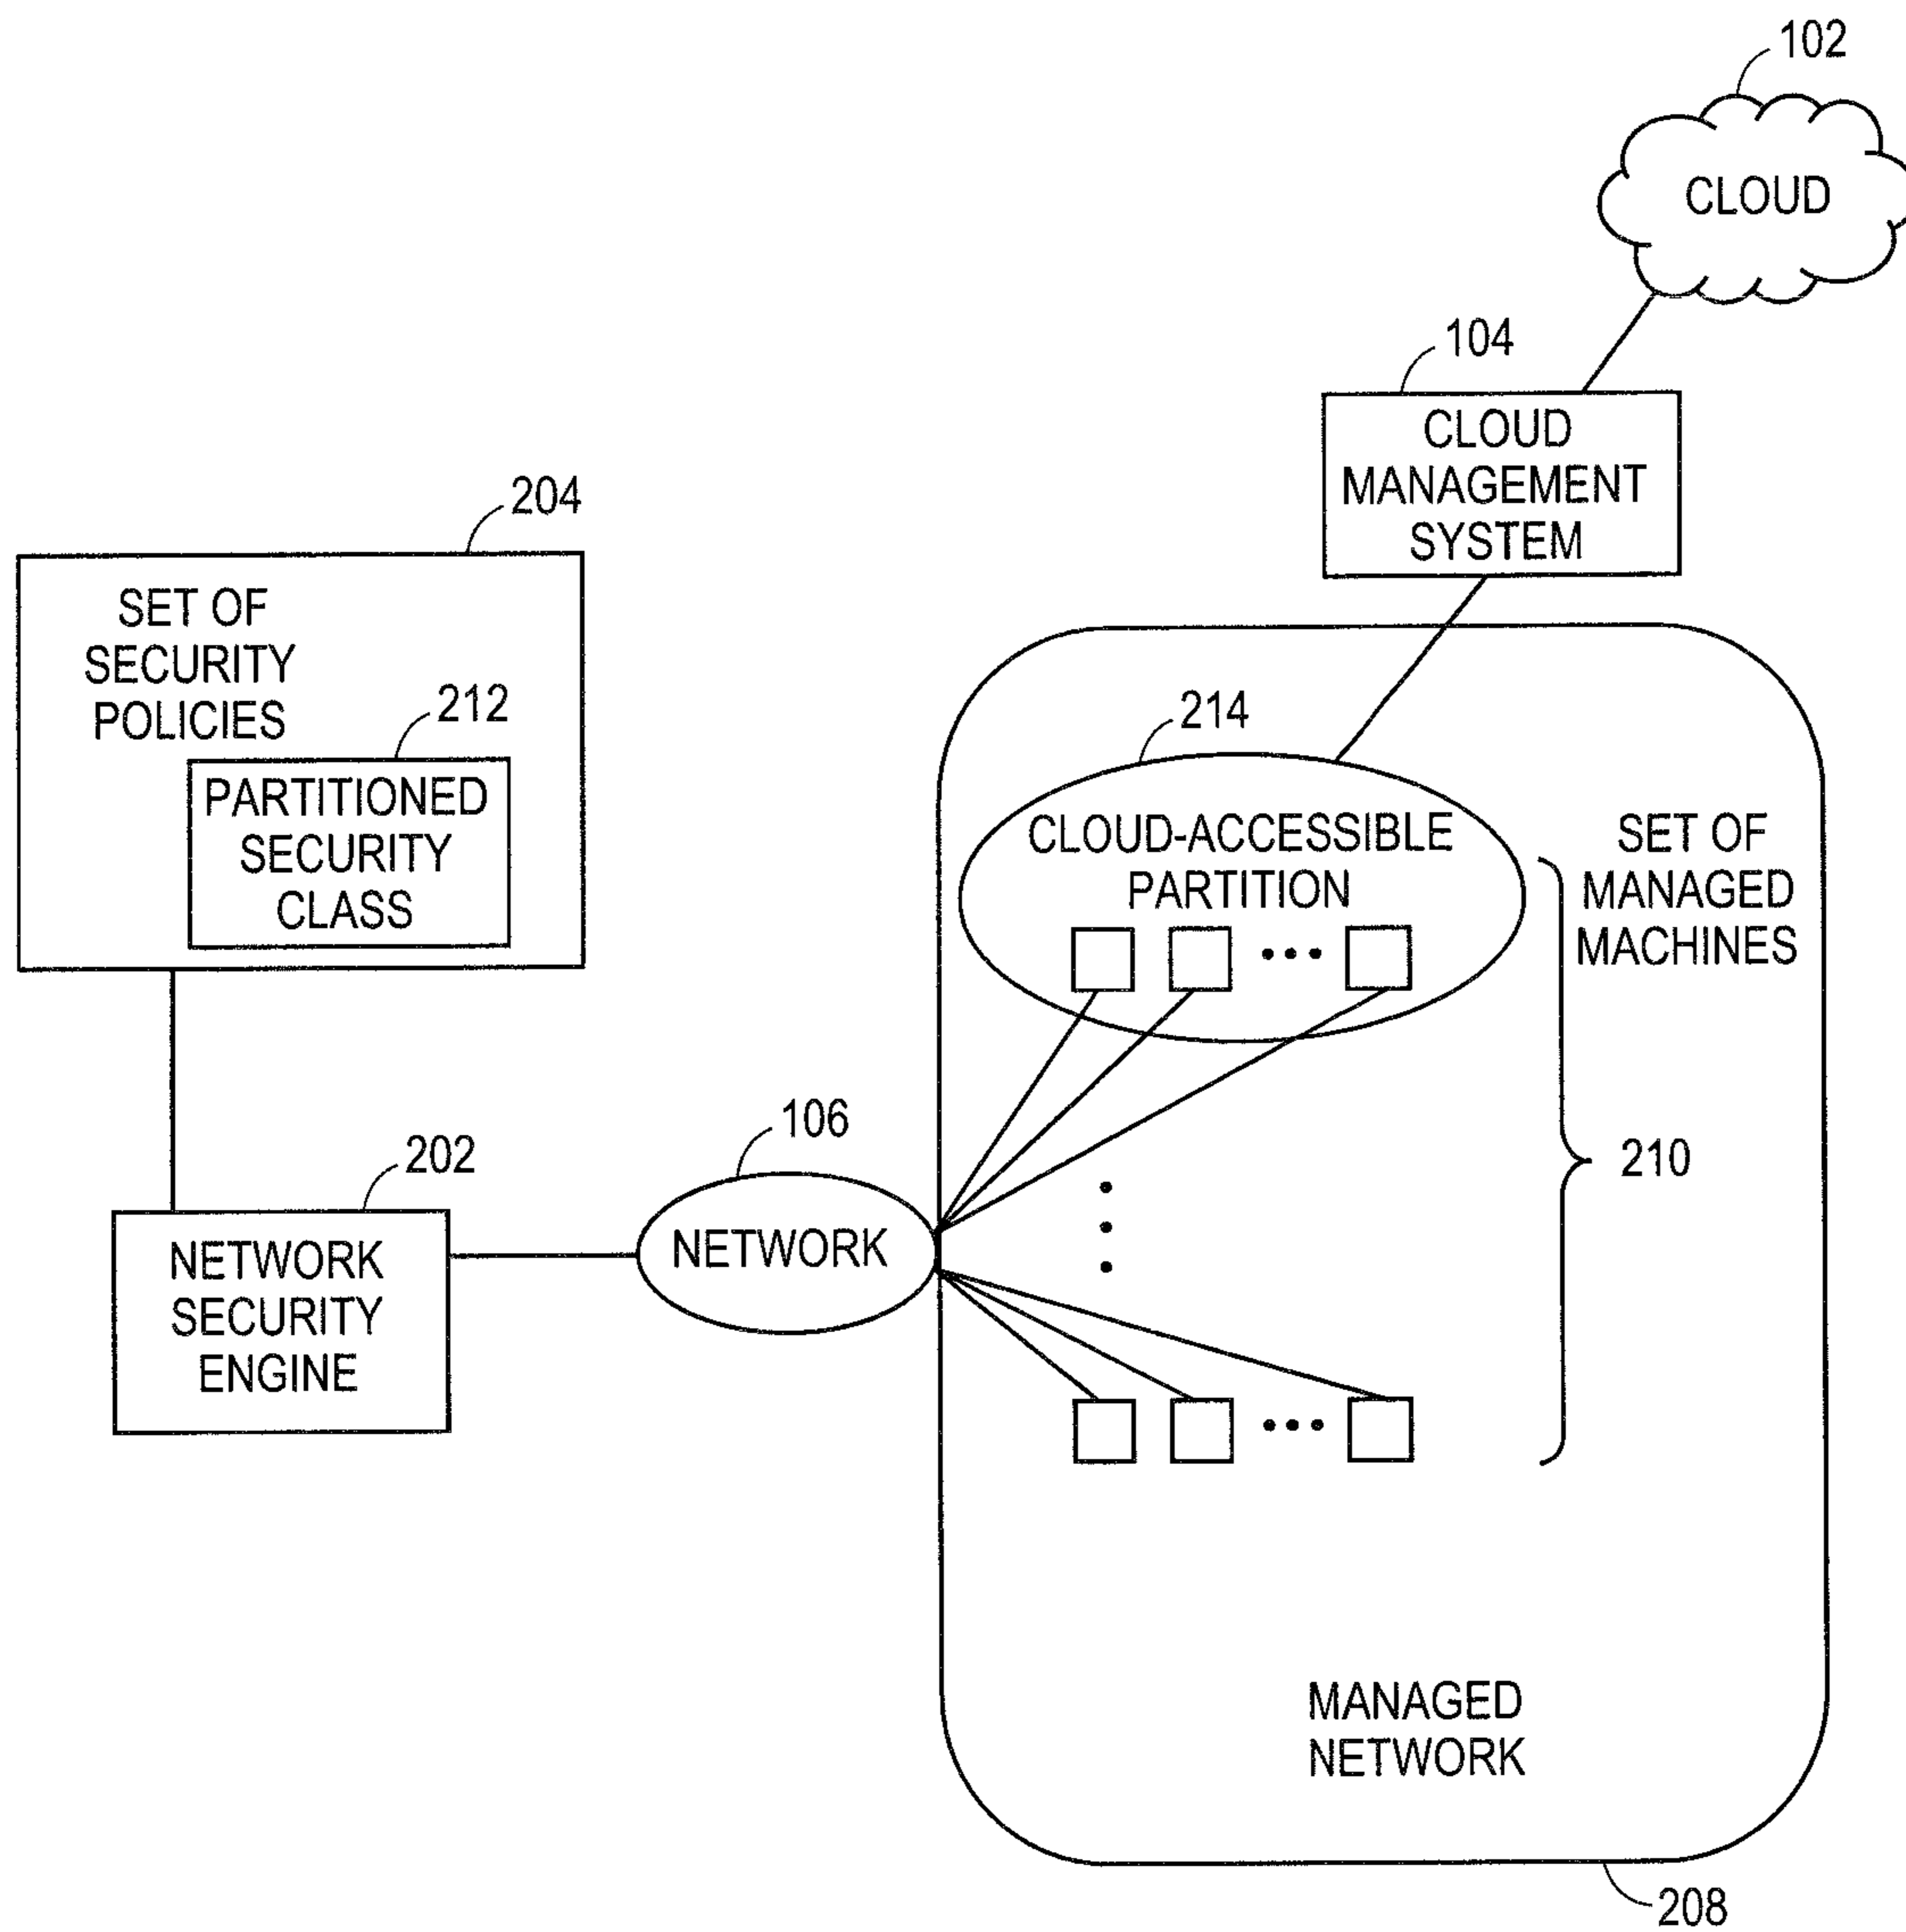 102
CLOUD
104
CLOUD
MANAGEMENT
SYSTEM
204
SET OF
SECURITY
POLICIES
212
PARTITIONED
SECURITY
CLASS
214
CLOUD-ACCESSIBLE
PARTITION
SET OF
MANAGED
MACHINES
210
202
NETWORK
SECURITY
ENGINE
106
NETWORK
MANAGED
NETWORK
208